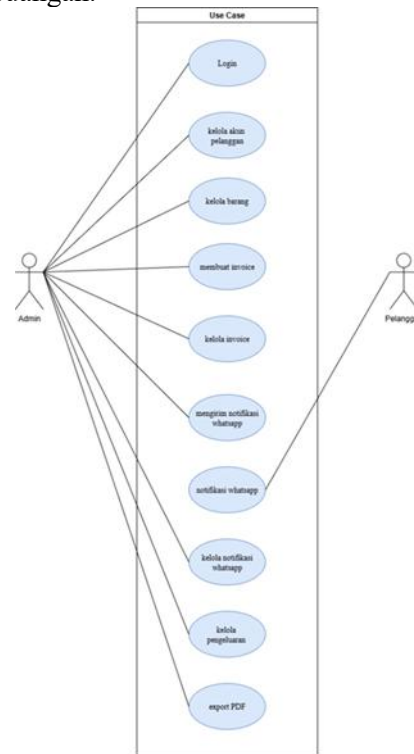 Use Case
Login
kelola akun
pelanggan
kelola barang
membuat invoice
Admin
kelola invoice
mengirim notifikasi
whatsapp
notifikasi whatsapp
kelola notifikasi
whatsapp
kelola
pengeluaran
export PDF